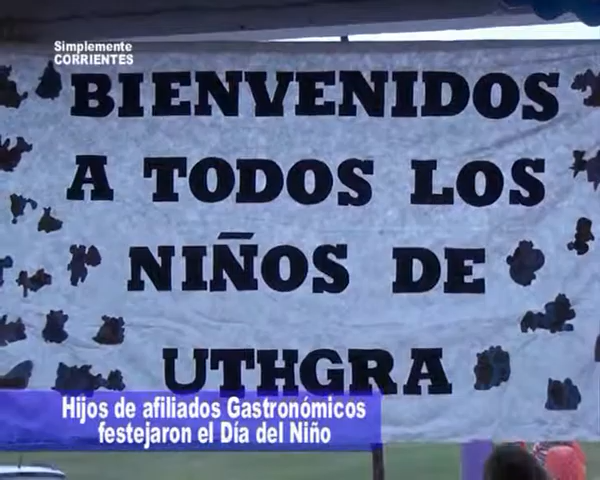 Simplemente
CORRIENTES
BIENVENIDOS
A TODOS LOS
NIÑOS DE
UTHGRA
Hijos de afiliados Gastronómicos
festejaron el Día del Niño